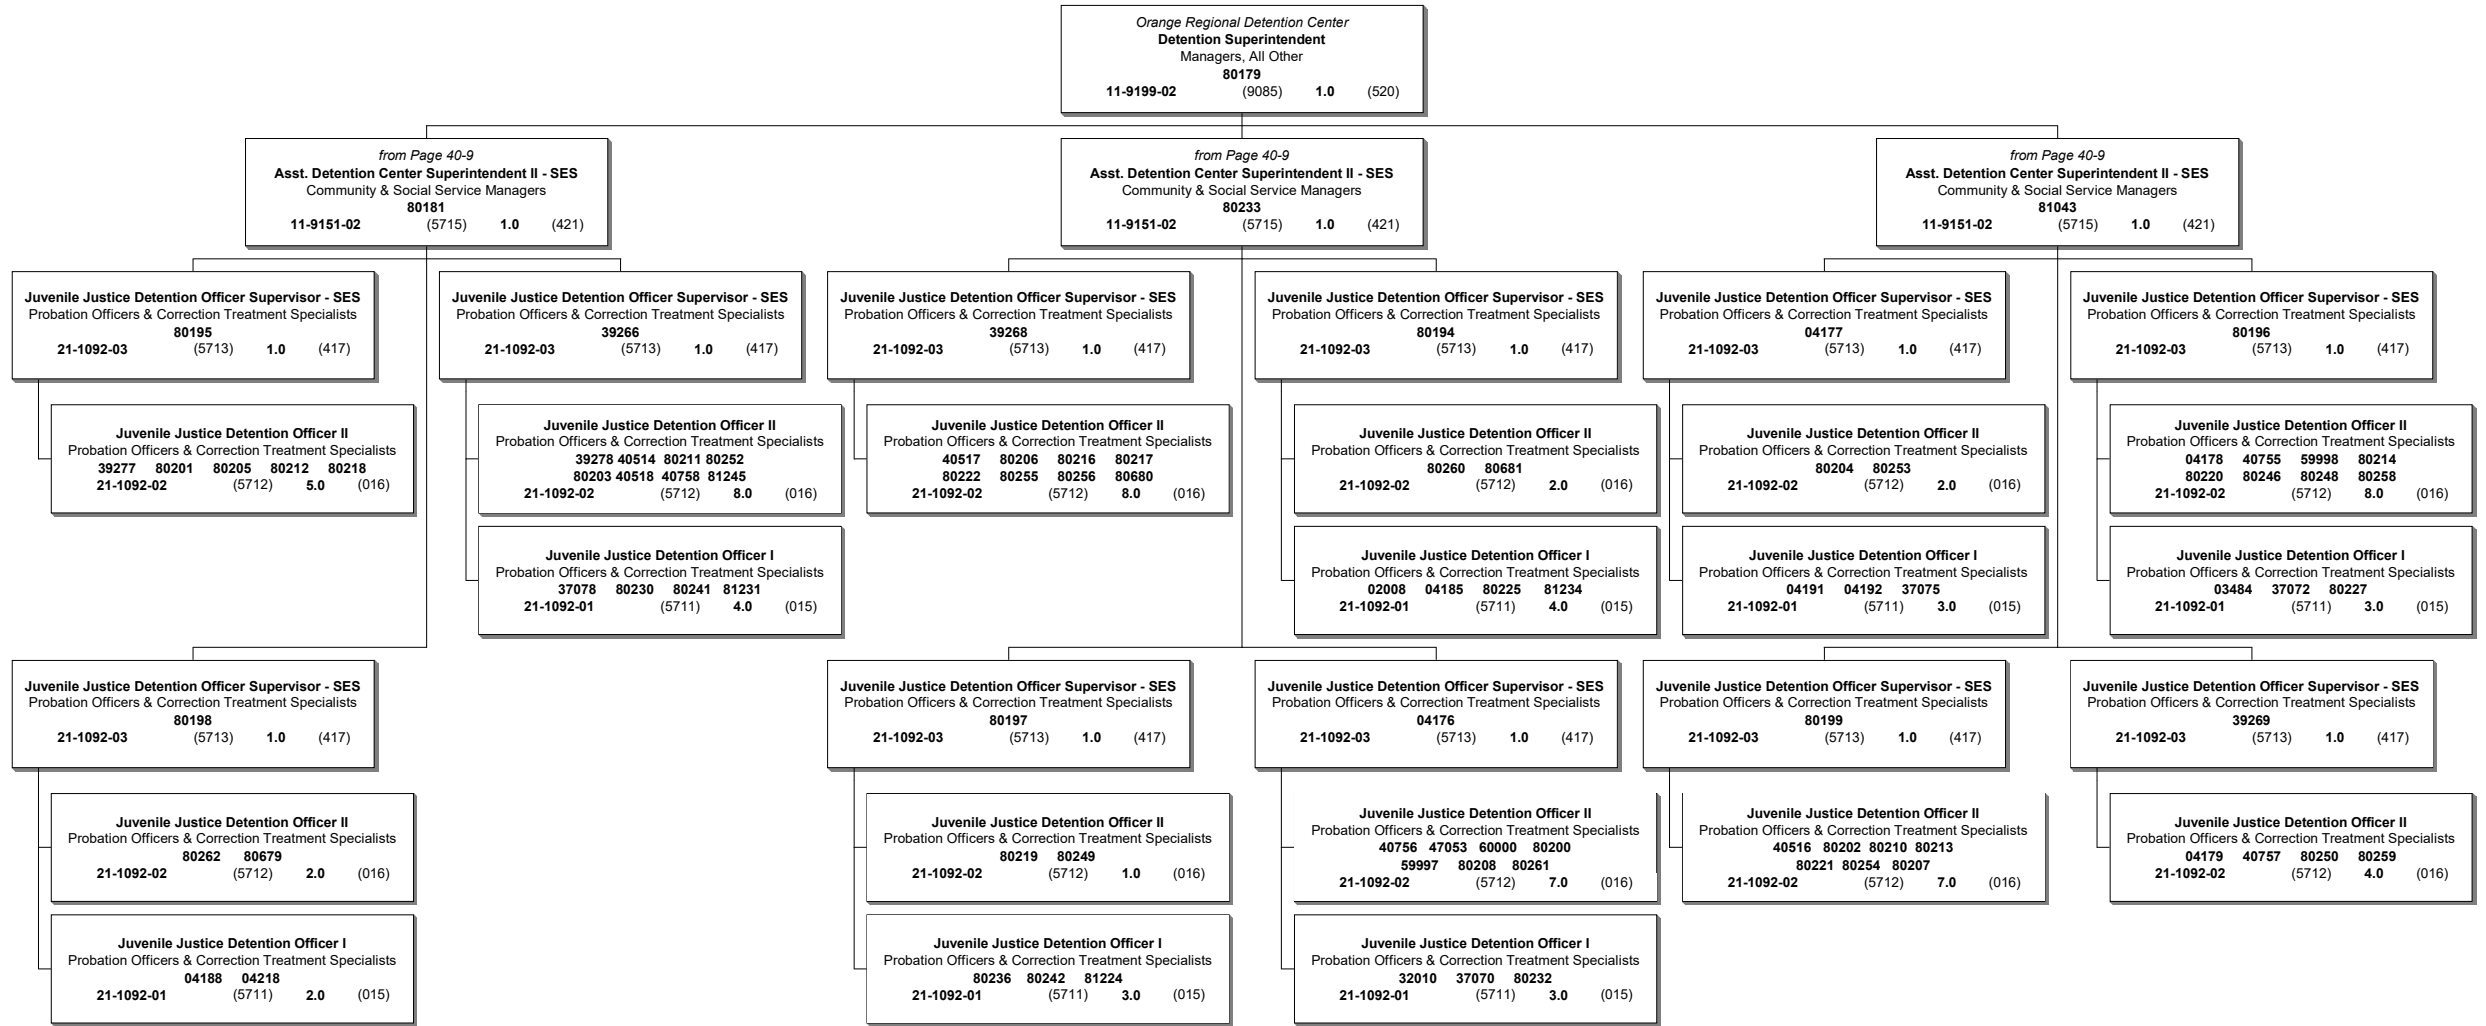 Orange Regional Detention Center
Detention Superintendent
Managers, All Other
80179
11-9199-02 (9085) 1.0 (520)
from Page 40-9
Asst. Detention Center Superintendent II - SES
Community & Social Service Managers
80181
11-9151-02 (5715) 1.0 (421)
from Page 40-9
Asst. Detention Center Superintendent II - SES
Community & Social Service Managers
80233
11-9151-02 (5715) 1.0 (421)
from Page 40-9
Asst. Detention Center Superintendent II - SES
Community & Social Service Managers
81043
11-9151-02 (5715) 1.0 (421)
Juvenile Justice Detention Officer Supervisor - SES
Probation Officers & Correction Treatment Specialists
80195
21-1092-03 (5713) 1.0 (417)
Juvenile Justice Detention Officer II
Probation Officers & Correction Treatment Specialists
39277 80201 80205 80212 80218
21-1092-02 (5712) 5.0 (016)
Juvenile Justice Detention Officer Supervisor - SES
Probation Officers & Correction Treatment Specialists
39266
21-1092-03 (5713) 1.0 (417)
Juvenile Justice Detention Officer II
Probation Officers & Correction Treatment Specialists
39278 40514 80211 80252
80203 40518 40758 81245
21-1092-02 (5712) 8.0 (016)
Juvenile Justice Detention Officer I
Probation Officers & Correction Treatment Specialists
37078 80230 80241 81231
21-1092-01 (5711) 4.0 (015)
Juvenile Justice Detention Officer Supervisor - SES
Probation Officers & Correction Treatment Specialists
39268
21-1092-03 (5713) 1.0 (417)
Juvenile Justice Detention Officer II
Probation Officers & Correction Treatment Specialists
40517 80206 80216 80217
80222 80255 80256 80680
21-1092-02 (5712) 8.0 (016)
Juvenile Justice Detention Officer Supervisor - SES
Probation Officers & Correction Treatment Specialists
80194
21-1092-03 (5713) 1.0 (417)
Juvenile Justice Detention Officer II
Probation Officers & Correction Treatment Specialists
80260 80681
21-1092-02 (5712) 2.0 (016)
Juvenile Justice Detention Officer I
Probation Officers & Correction Treatment Specialists
02008 04185 80225 81234
21-1092-01 (5711) 4.0 (015)
Juvenile Justice Detention Officer Supervisor - SES
Probation Officers & Correction Treatment Specialists
04177
21-1092-03 (5713) 1.0 (417)
Juvenile Justice Detention Officer II
Probation Officers & Correction Treatment Specialists
80204 80253
21-1092-02 (5712) 2.0 (016)
Juvenile Justice Detention Officer I
Probation Officers & Correction Treatment Specialists
04191 04192 37075
21-1092-01 (5711) 3.0 (015)
Juvenile Justice Detention Officer Supervisor - SES
Probation Officers & Correction Treatment Specialists
80196
21-1092-03 (5713) 1.0 (417)
Juvenile Justice Detention Officer II
Probation Officers & Correction Treatment Specialists
04178 40755 59998 80214
80220 80246 80248 80258
21-1092-02 (5712) 8.0 (016)
Juvenile Justice Detention Officer I
Probation Officers & Correction Treatment Specialists
03484 37072 80227
21-1092-01 (5711) 3.0 (015)
Juvenile Justice Detention Officer Supervisor - SES
Probation Officers & Correction Treatment Specialists
80198
21-1092-03 (5713) 1.0 (417)
Juvenile Justice Detention Officer II
Probation Officers & Correction Treatment Specialists
80262 80679
21-1092-02 (5712) 2.0 (016)
Juvenile Justice Detention Officer I
Probation Officers & Correction Treatment Specialists
04188 04218
21-1092-01 (5711) 2.0 (015)
Juvenile Justice Detention Officer Supervisor - SES
Probation Officers & Correction Treatment Specialists
80197
21-1092-03 (5713) 1.0 (417)
Juvenile Justice Detention Officer II
Probation Officers & Correction Treatment Specialists
80219 80249
21-1092-02 (5712) 1.0 (016)
Juvenile Justice Detention Officer I
Probation Officers & Correction Treatment Specialists
80236 80242 81224
21-1092-01 (5711) 3.0 (015)
Juvenile Justice Detention Officer Supervisor - SES
Probation Officers & Correction Treatment Specialists
04176
21-1092-03 (5713) 1.0 (417)
Juvenile Justice Detention Officer II
Probation Officers & Correction Treatment Specialists
40756 47053 60000 80200
59997 80208 80261
21-1092-02 (5712) 7.0 (016)
Juvenile Justice Detention Officer I
Probation Officers & Correction Treatment Specialists
32010 37070 80232
21-1092-01 (5711) 3.0 (015)
Juvenile Justice Detention Officer Supervisor - SES
Probation Officers & Correction Treatment Specialists
80199
21-1092-03 (5713) 1.0 (417)
Juvenile Justice Detention Officer II
Probation Officers & Correction Treatment Specialists
40516 80202 80210 80213
80221 80254 80207
21-1092-02 (5712) 7.0 (016)
Juvenile Justice Detention Officer Supervisor - SES
Probation Officers & Correction Treatment Specialists
39269
21-1092-03 (5713) 1.0 (417)
Juvenile Justice Detention Officer II
Probation Officers & Correction Treatment Specialists
04179 40757 80250 80259
21-1092-02 (5712) 4.0 (016)